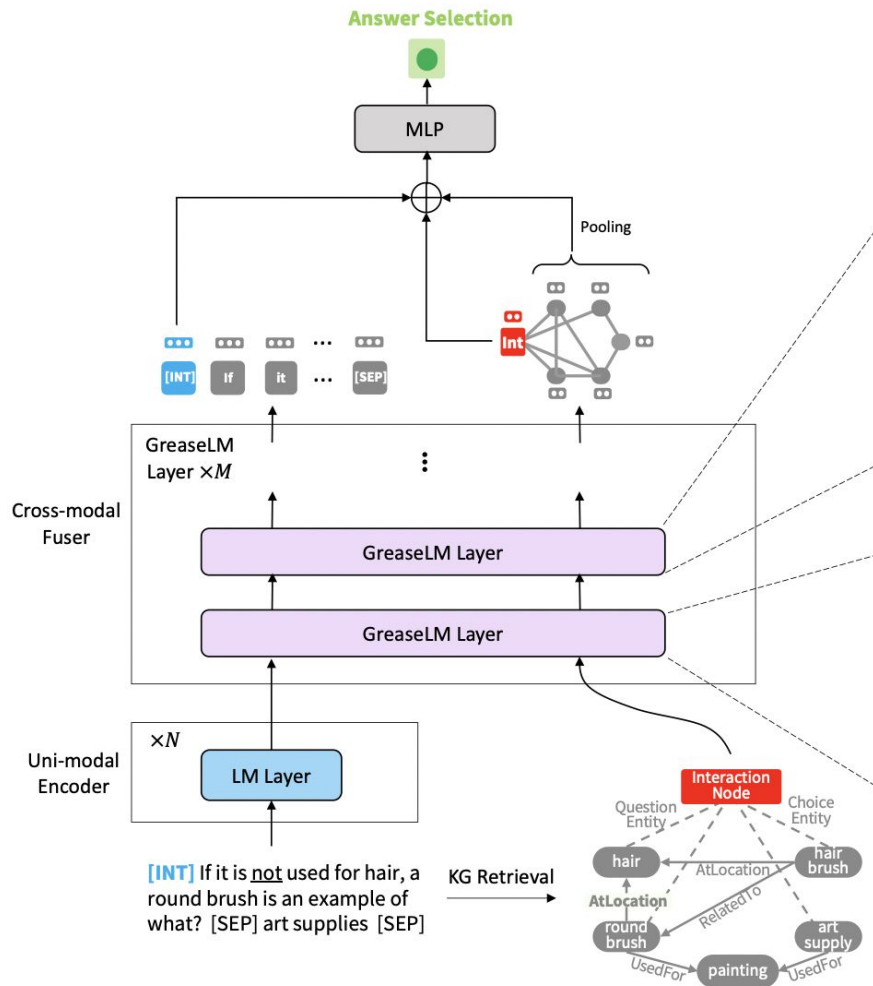 Answer Selection
MLP
Pooling
Int
[INT] If it ... [SEP]
GreaseLM
Layer ×M
Cross-modal
Fuser
GreaseLM Layer
GreaseLM Layer
×N
Uni-modal
Encoder
LM Layer
Interaction
Node
Question
Entity
Choice
Entity
hair
hair
brush
AtLocation
AtLocation
RelatedTo
round
brush
art
supply
UsedFor
painting
UsedFor
[INT] If it is not used for hair, a
round brush is an example of
what? [SEP] art supplies [SEP]
KG Retrieval